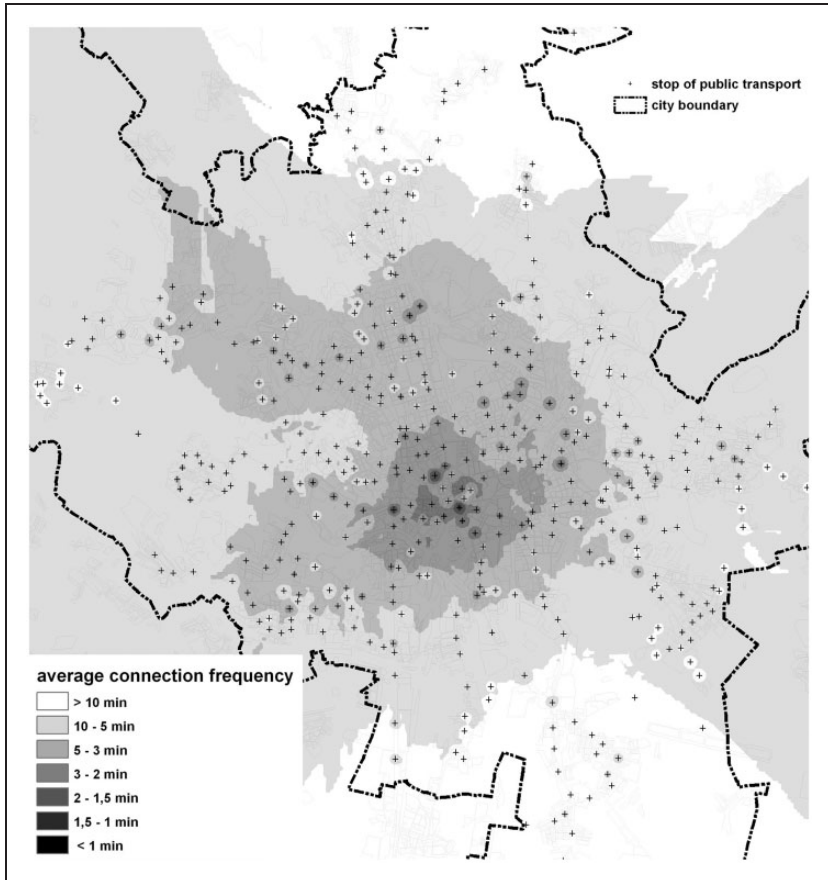 stop of public transport
city boundary
average connection frequency
> 10 min
10 - 5 min
5 - 3 min
3 - 2 min
2 - 1,5 min
1,5 - 1 min
< 1 min